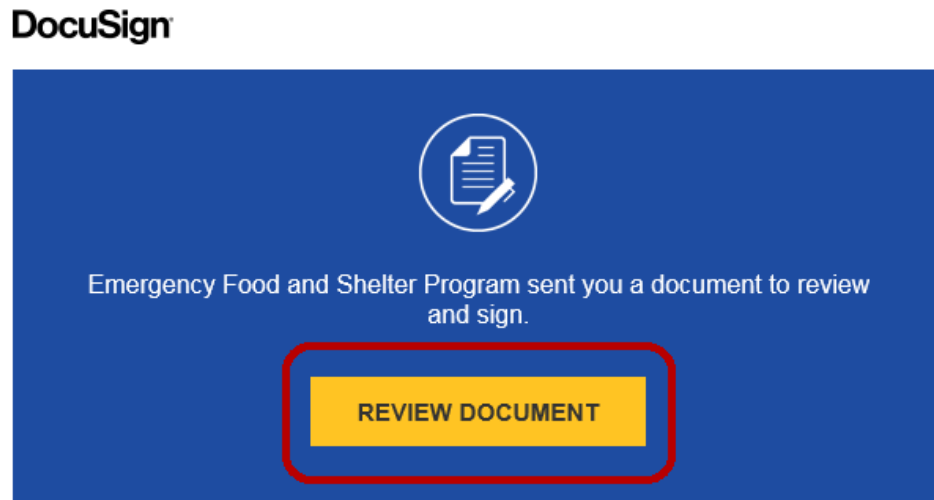 DocuSign
Emergency Food and Shelter Program sent you a document to review
and sign.
REVIEW DOCUMENT